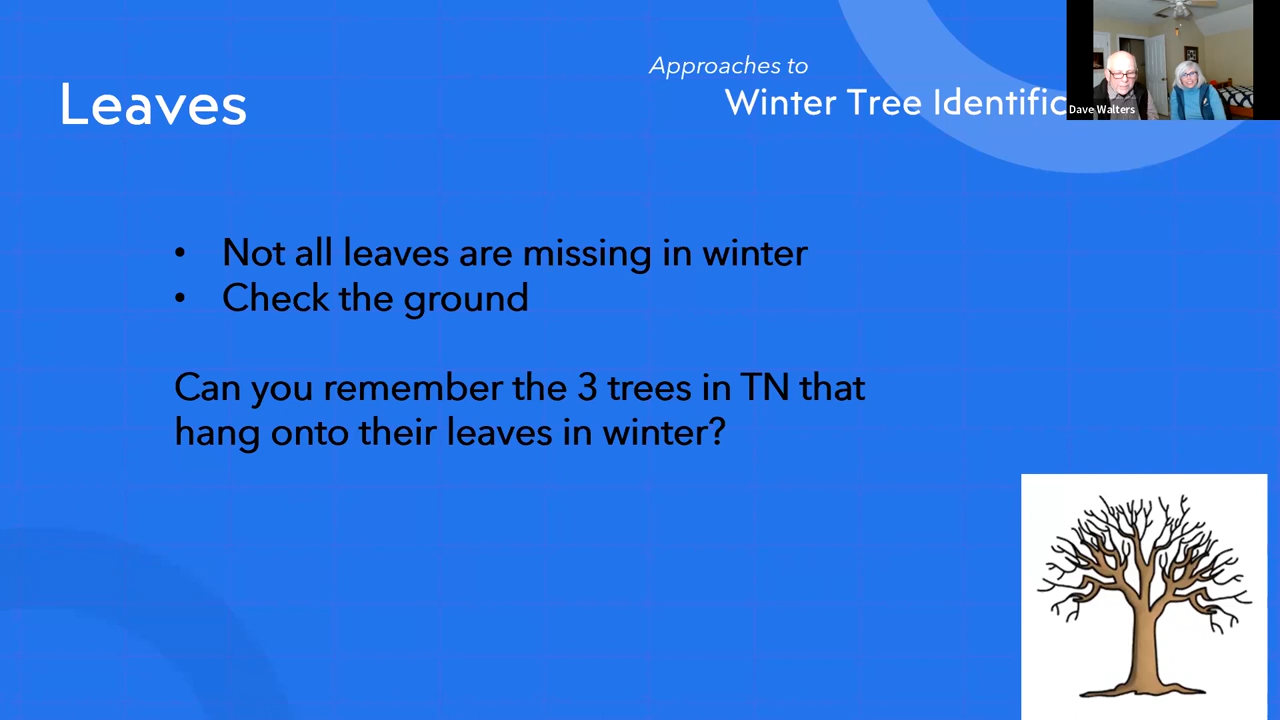 Leaves
Approaches to
Winter Tree Identific
Dave Walters
• Not all leaves are missing in winter
• Check the ground
Can you remember the 3 trees in TN that
hang onto their leaves in winter?